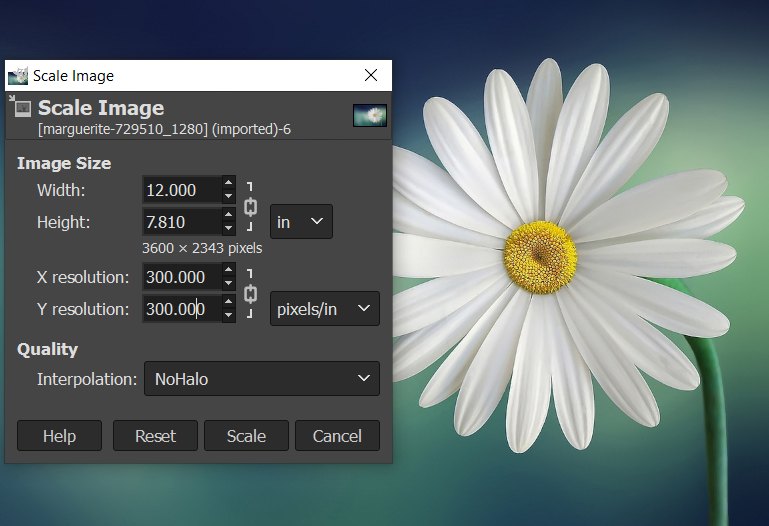 Scale Image
Scale Image
[marguerite-729510_1280] (imported)-6
Image Size
Width: 12.000
Height: 7.810 in
3600 × 2343 pixels
X resolution: 300.000
Y resolution: 300.000 pixels/in
Quality
Interpolation: NoHalo
Help Reset Scale Cancel